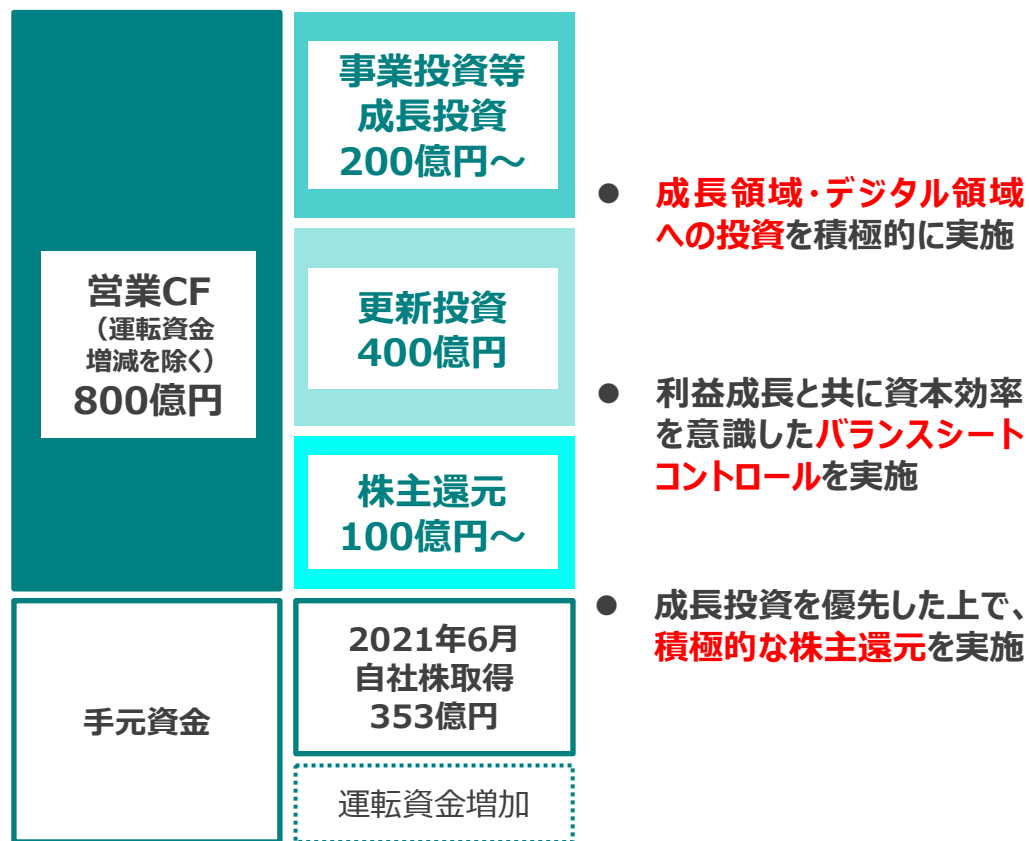 営業CF
（運転資金
増減を除く）
800億円
事業投資等
成長投資
200億円～
更新投資
400億円
株主還元
100億円～
手元資金
2021年6月
自社株取得
353億円
運転資金増加
● 成長領域・デジタル領域
への投資を積極的に実施
● 利益成長と共に資本効率
を意識したバランスシート
コントロールを実施
● 成長投資を優先した上で、
積極的な株主還元を実施